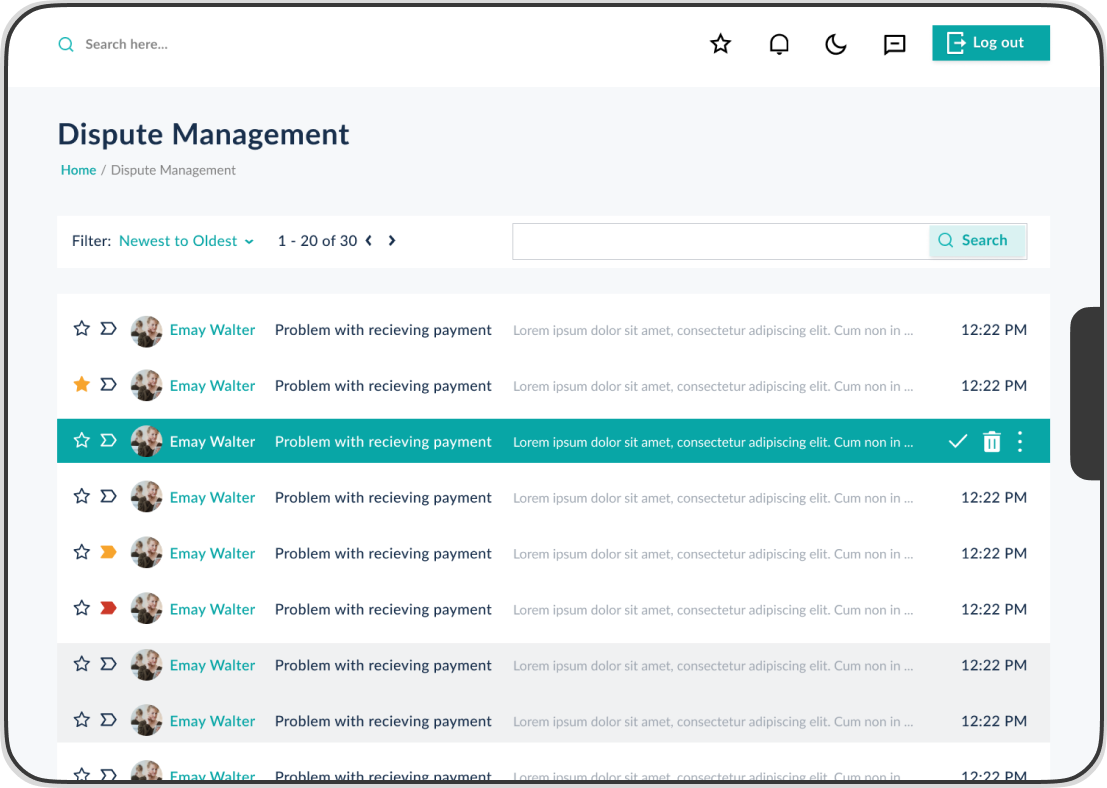 Search here...
Log out
Dispute Management
Home / Dispute Management
Filter: Newest to Oldest 1 - 20 of 30 Search
Emay Walter Problem with recieving payment Lorem ipsum dolor sit amet, consectetur adipiscing elit. Cum non in ... 12:22 PM
Emay Walter Problem with recieving payment Lorem ipsum dolor sit amet, consectetur adipiscing elit. Cum non in ... 12:22 PM
Emay Walter Problem with recieving payment Lorem ipsum dolor sit amet, consectetur adipiscing elit. Cum non in ...
Emay Walter Problem with recieving payment Lorem ipsum dolor sit amet, consectetur adipiscing elit. Cum non in ... 12:22 PM
Emay Walter Problem with recieving payment Lorem ipsum dolor sit amet, consectetur adipiscing elit. Cum non in ... 12:22 PM
Emay Walter Problem with recieving payment Lorem ipsum dolor sit amet, consectetur adipiscing elit. Cum non in ... 12:22 PM
Emay Walter Problem with recieving payment Lorem ipsum dolor sit amet, consectetur adipiscing elit. Cum non in ... 12:22 PM
Emay Walter Problem with recieving payment Lorem ipsum dolor sit amet, consectetur adipiscing elit. Cum non in ... 12:22 PM
Emay Walter Problem with recieving payment Lorem ipsum dolor sit amet, consectetur adipiscing elit. Cum non in ... 12:22 PM